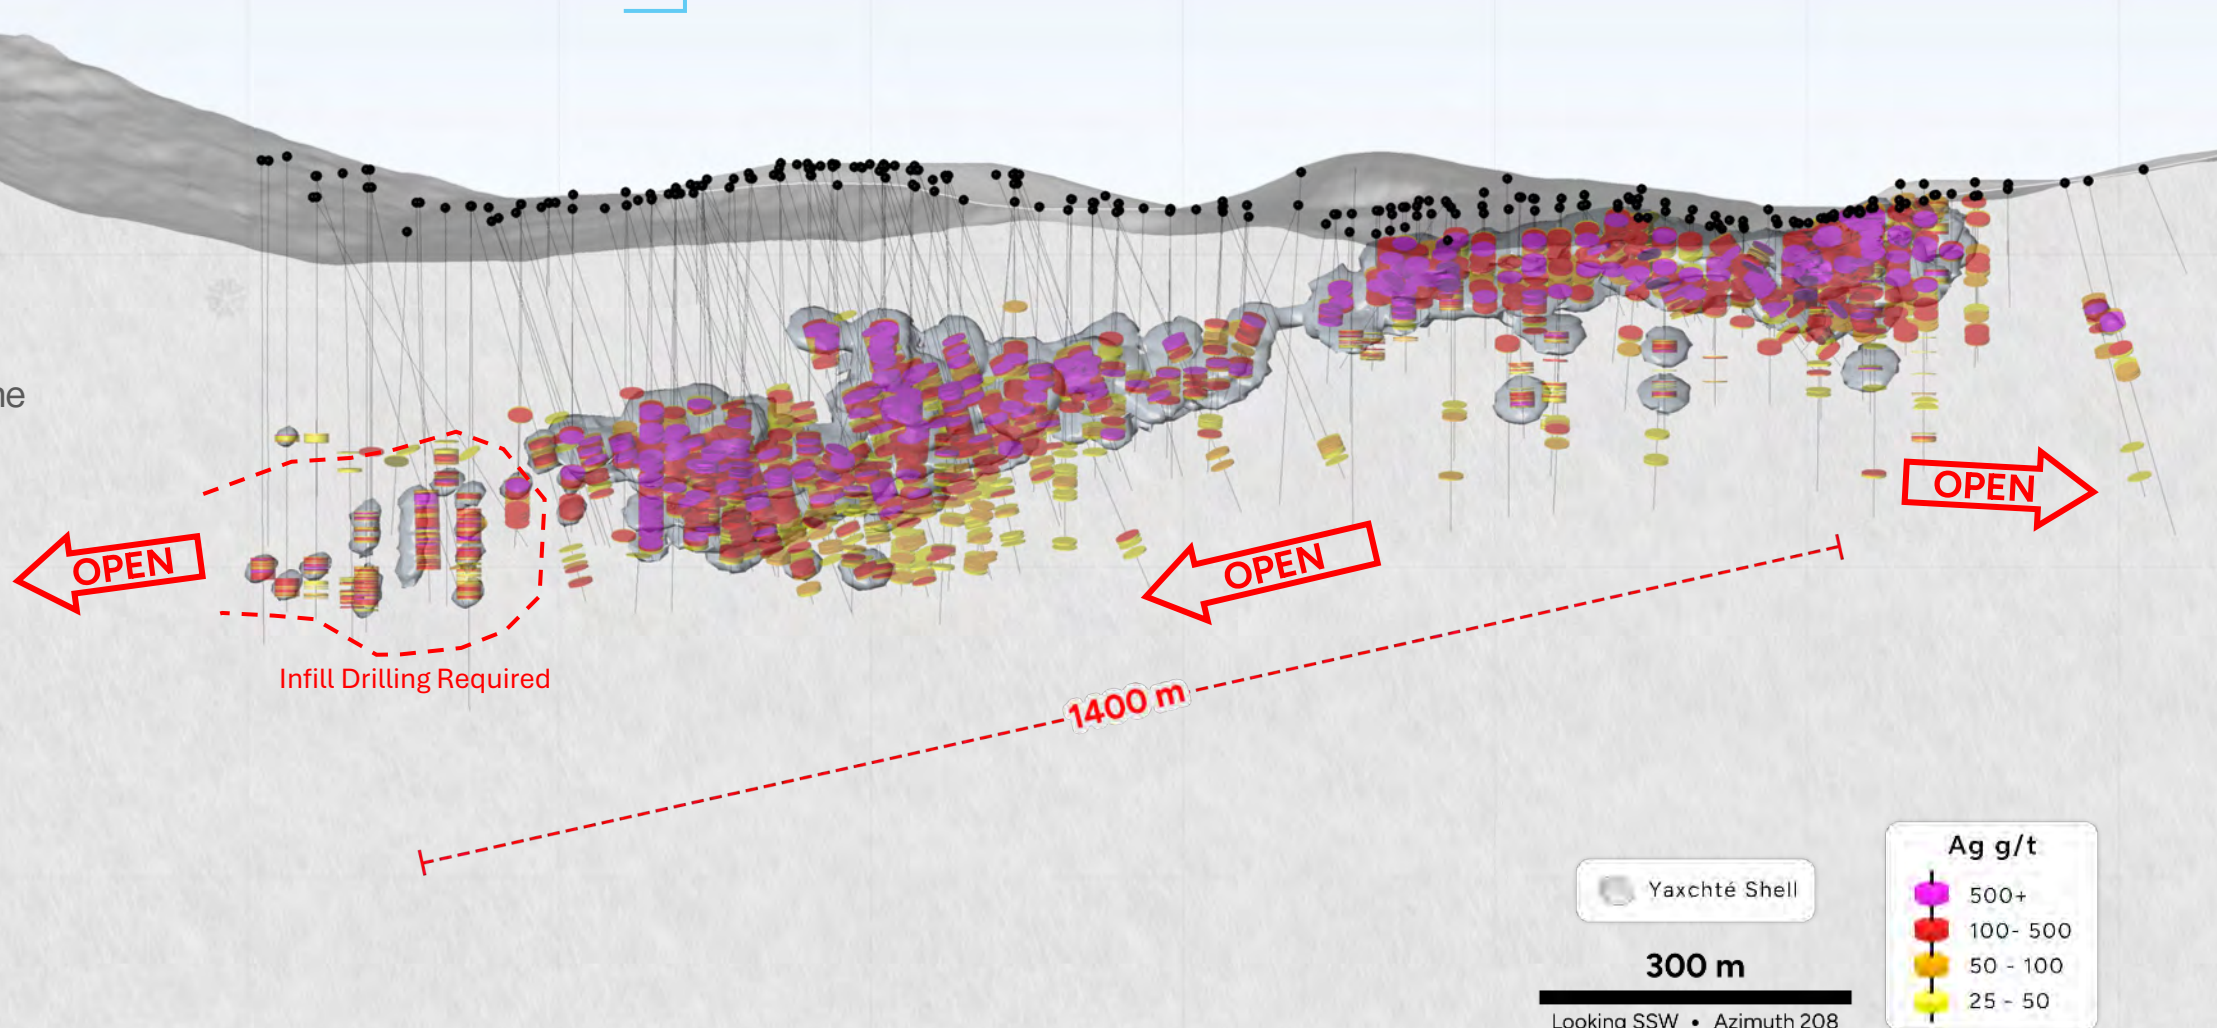 OPEN
OPEN
OPEN
Infill Drilling Required
1400 m
Yaxchté Shell
300 m
Looking SSW • Azimuth 208
Ag g/t
500+
100- 500
50 - 100
25 - 50